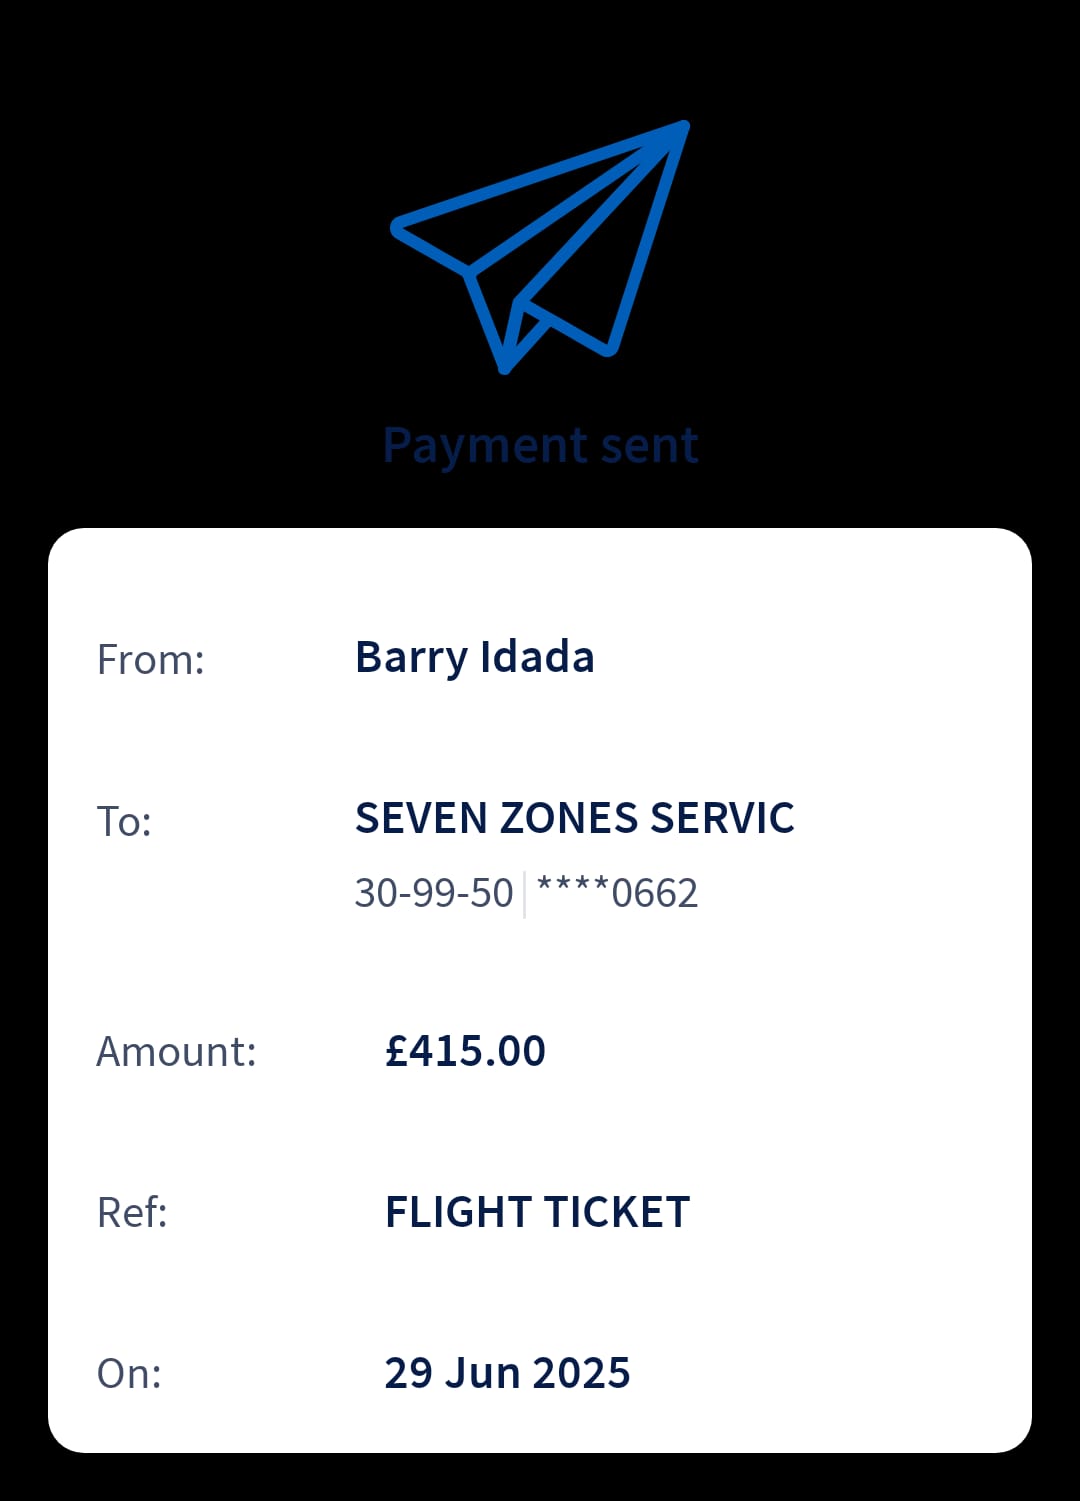 Payment sent
From: Barry Idada
To: SEVEN ZONES SERVIC
30-99-50 | ****0662
Amount: £415.00
Ref: FLIGHT TICKET
On: 29 Jun 2025